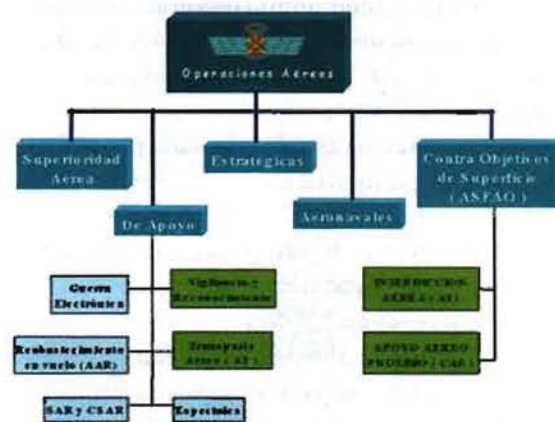 Operaciones Aéreas
Superioridad
Aérea
Estratégicas
Contra Objetivos
de Superficie
( ASFAO )
De Apoyo
Aeronavales
Guerra
Electrónica
Vigilancia y
Reconocimiento
INTERDICCION
AÉREA ( AI )
Reabastecimiento
en vuelo (AAR)
Transporte
Aéreo ( AT )
APOYO AEREO
PROXIMO ( CAS )
SAR y CSAR
Especiales